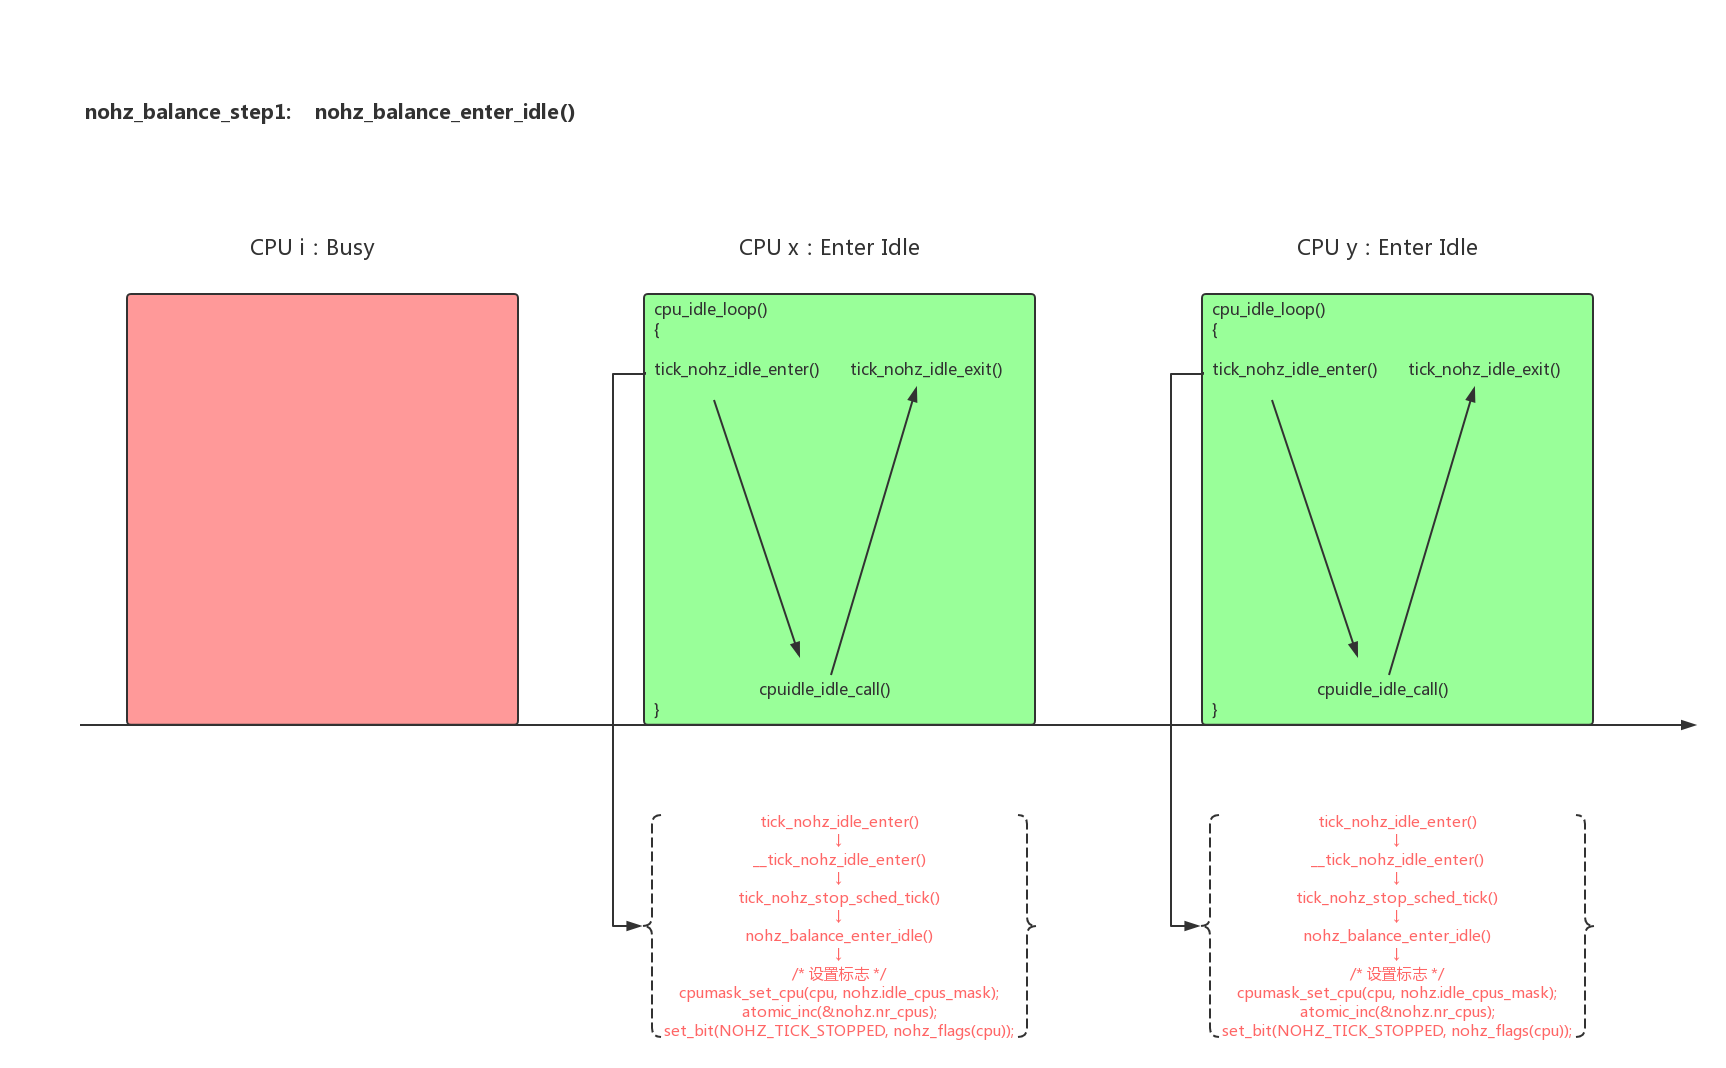 nohz_balance_step1:    nohz_balance_enter_idle()
CPU i : Busy
CPU x : Enter Idle
CPU y : Enter Idle
cpu_idle_loop()
{
tick_nohz_idle_enter()
tick_nohz_idle_exit()
cpuidle_idle_call()
}
cpu_idle_loop()
{
tick_nohz_idle_enter()
tick_nohz_idle_exit()
cpuidle_idle_call()
}
tick_nohz_idle_enter()
↓
__tick_nohz_idle_enter()
↓
tick_nohz_stop_sched_tick()
↓
nohz_balance_enter_idle()
↓
/* 设置标志 */
cpumask_set_cpu(cpu, nohz.idle_cpus_mask);
atomic_inc(&nohz.nr_cpus);
set_bit(NOHZ_TICK_STOPPED, nohz_flags(cpu));
tick_nohz_idle_enter()
↓
__tick_nohz_idle_enter()
↓
tick_nohz_stop_sched_tick()
↓
nohz_balance_enter_idle()
↓
/* 设置标志 */
cpumask_set_cpu(cpu, nohz.idle_cpus_mask);
atomic_inc(&nohz.nr_cpus);
set_bit(NOHZ_TICK_STOPPED, nohz_flags(cpu));